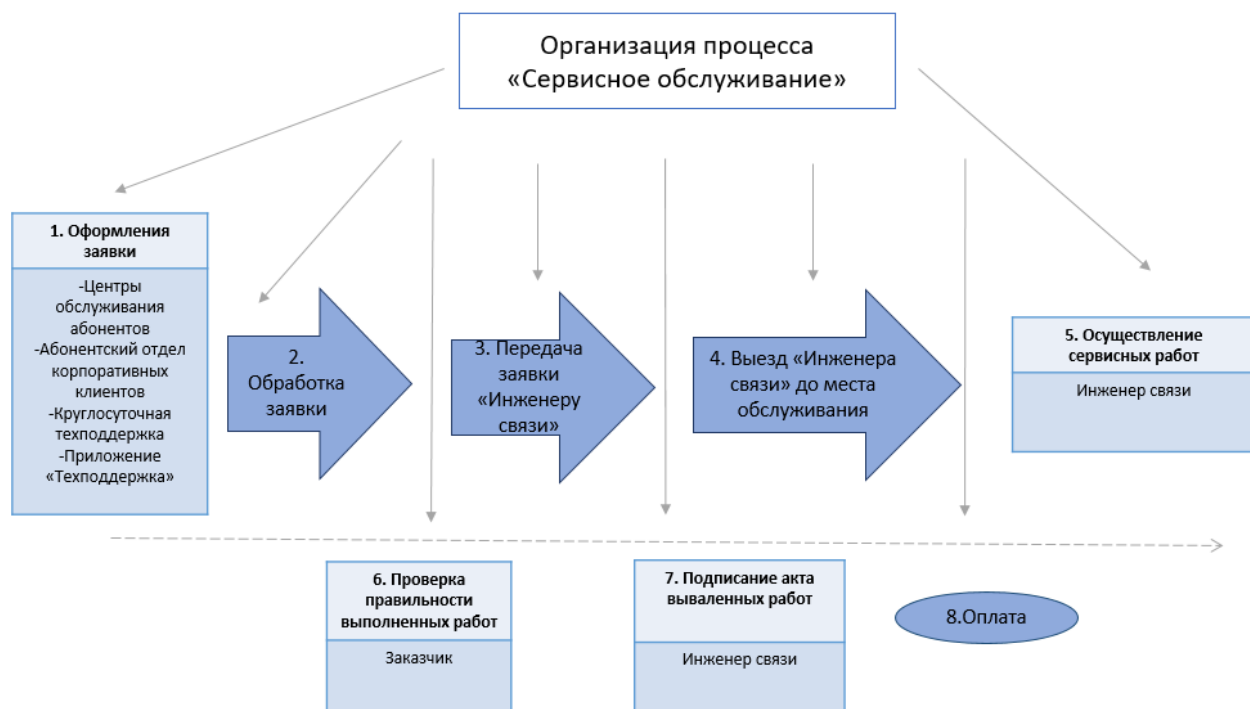 Организация процесса
«Сервисное обслуживание»
1. Оформления
заявки
-Центры
обслуживания
абонентов
-Абонентский отдел
корпоративных
клиентов
-Круглосуточная
техподдержка
-Приложение
«Техподдержка»
2.
Обработка
заявки
3. Передача
заявки
«Инженеру
связи»
4. Выезд «Инженера
связи» до места
обслуживания
5. Осуществление
сервисных работ
Инженер связи
6. Проверка
правильности
выполненных работ
Заказчик
7. Подписание акта
вываленных работ
Инженер связи
8.Оплата